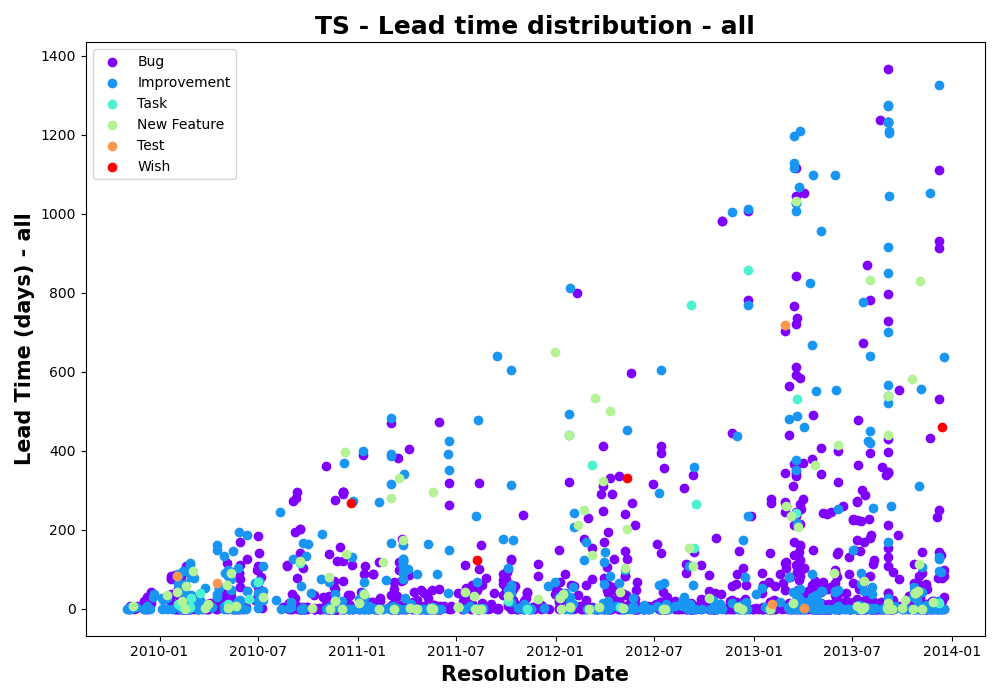 TS - Lead time distribution - all
Bug
Improvement
Task
New Feature
Test
Wish
1400
1200
1000
800
600
400
200
0
Lead Time (days) - all
2010-01 2010-07 2011-01 2011-07 2012-01 2012-07 2013-01 2013-07 2014-01
Resolution Date